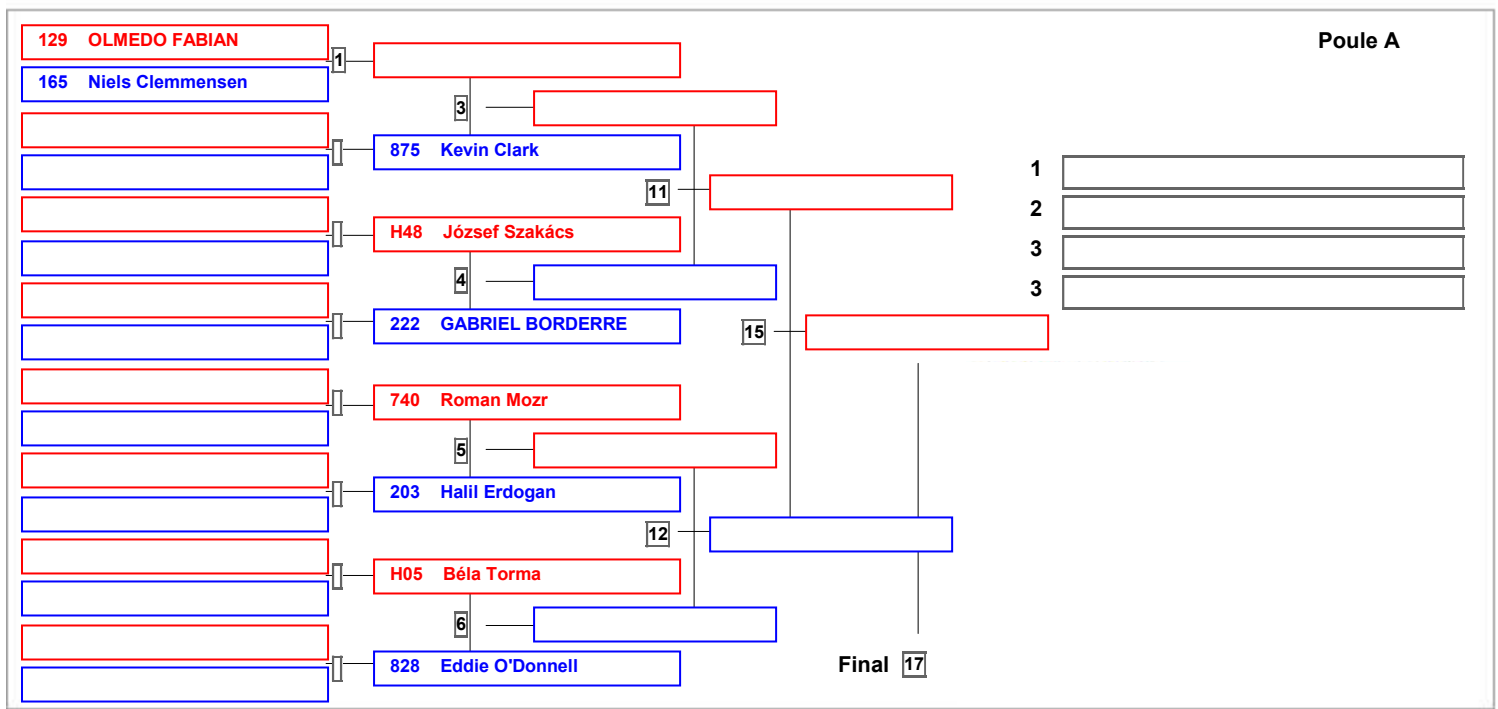 129 OLMEDO FABIAN
Poule A
1
165 Niels Clemmensen
3
875 Kevin Clark
1
11
2
H48 József Szakács
3
4
3
222 GABRIEL BORDERRE
15
740 Roman Mozr
5
203 Halil Erdogan
12
H05 Béla Torma
6
828 Eddie O'Donnell
Final 17